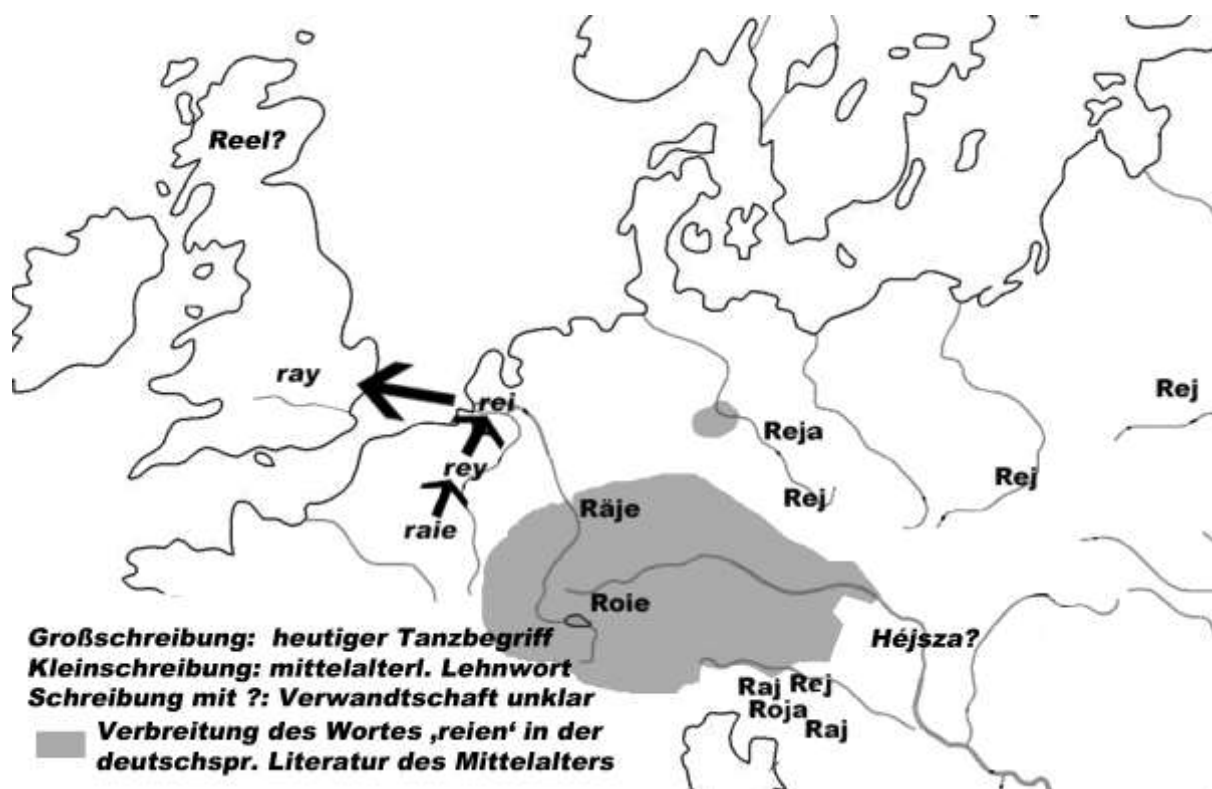 Reel?
ray
rei
rey
raie
Räje
Roie
Reja
Rej
Rej
Rej
Héjsza?
Raj Rej
Roja
Raj
Großschreibung: heutiger Tanzbegriff
Kleinschreibung: mittelalterl. Lehnwort
Schreibung mit ?: Verwandtschaft unklar
Verbreitung des Wortes ‚reien‘ in der
deutschspr. Literatur des Mittelalters